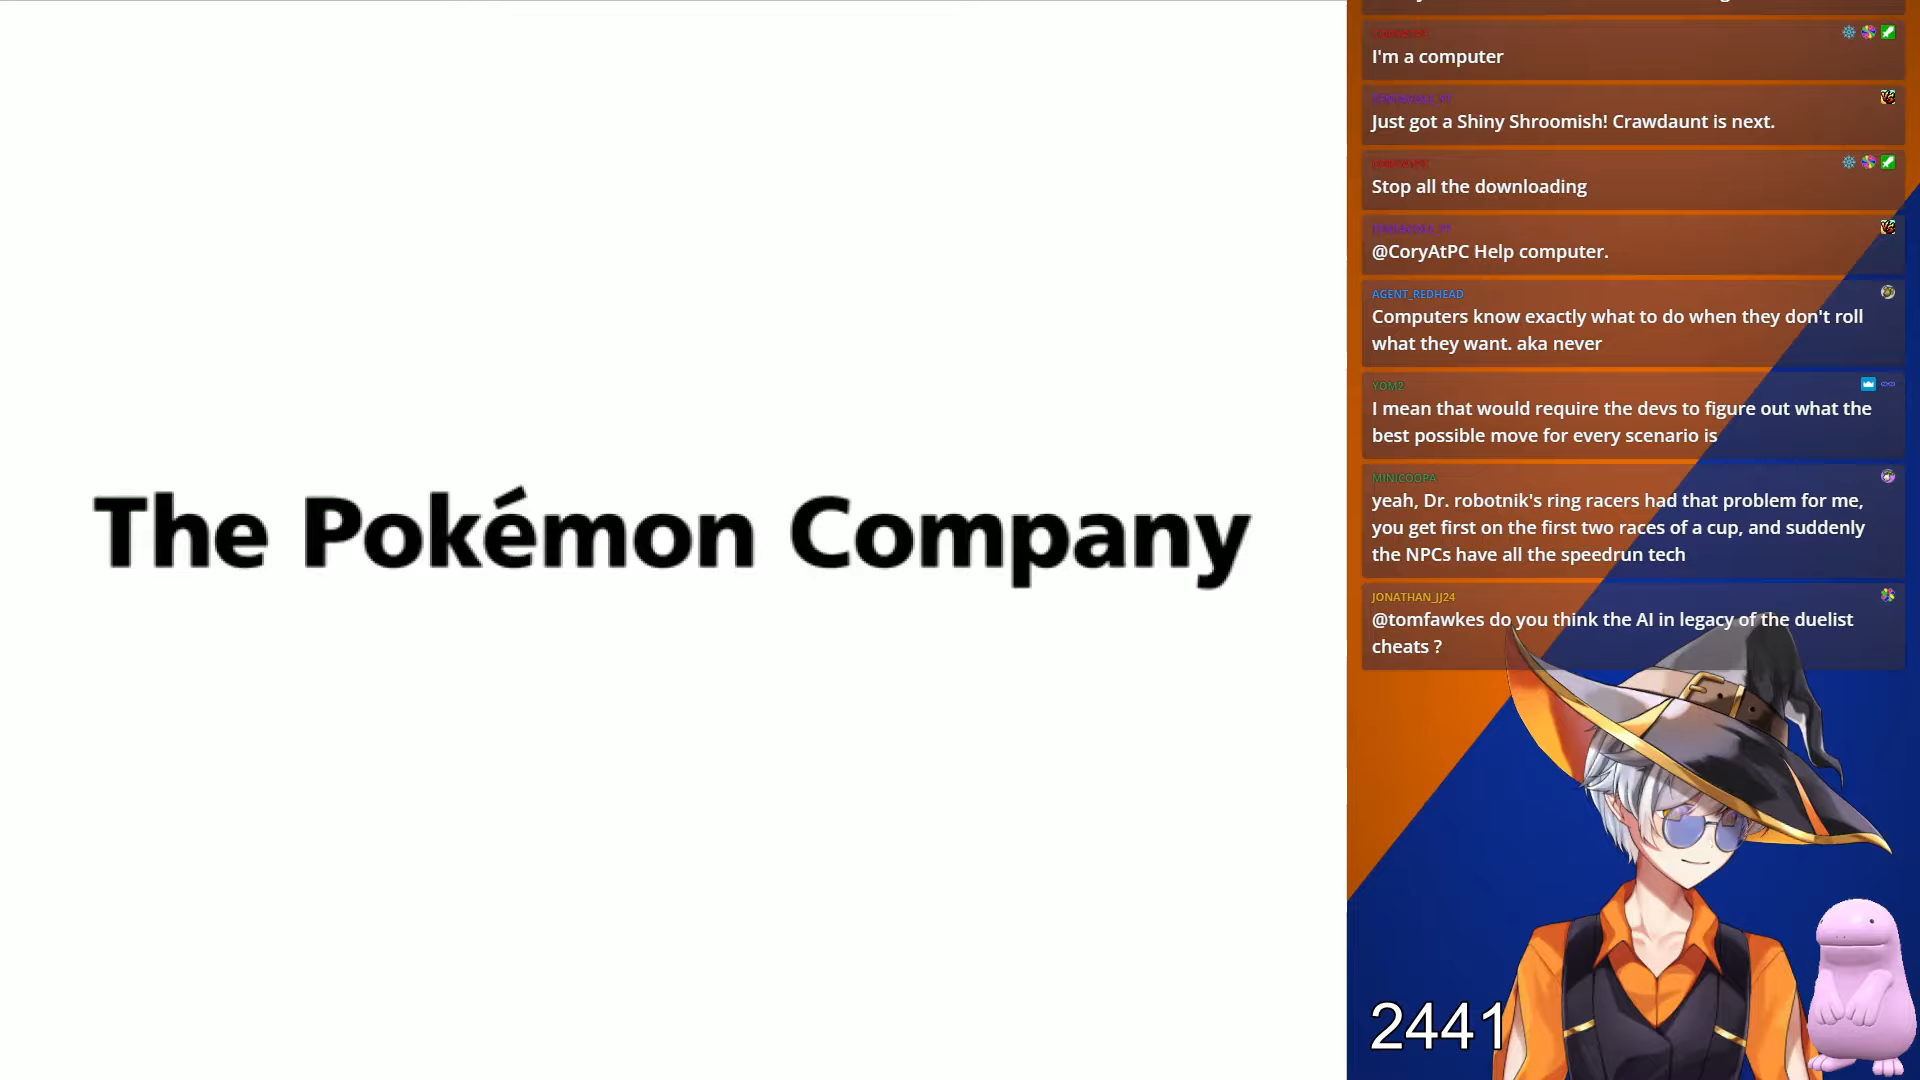 The Pokémon Company
I'm a computer
Just got a Shiny Shroomish! Crawdaunt is next.
Stop all the downloading
@CoryAtPC Help computer.
AGENT_REDHEAD
Computers know exactly what to do when they don't roll
what they want. aka never
YOM2
I mean that would require the devs to figure out what the
best possible move for every scenario is
MINICOOPA
yeah, Dr. robotnik's ring racers had that problem for me,
you get first on the first two races of a cup, and suddenly
the NPCs have all the speedrun tech
JONATHAN_JJ24
@tomfawkes do you think the AI in legacy of the duelist
cheats ?
2441